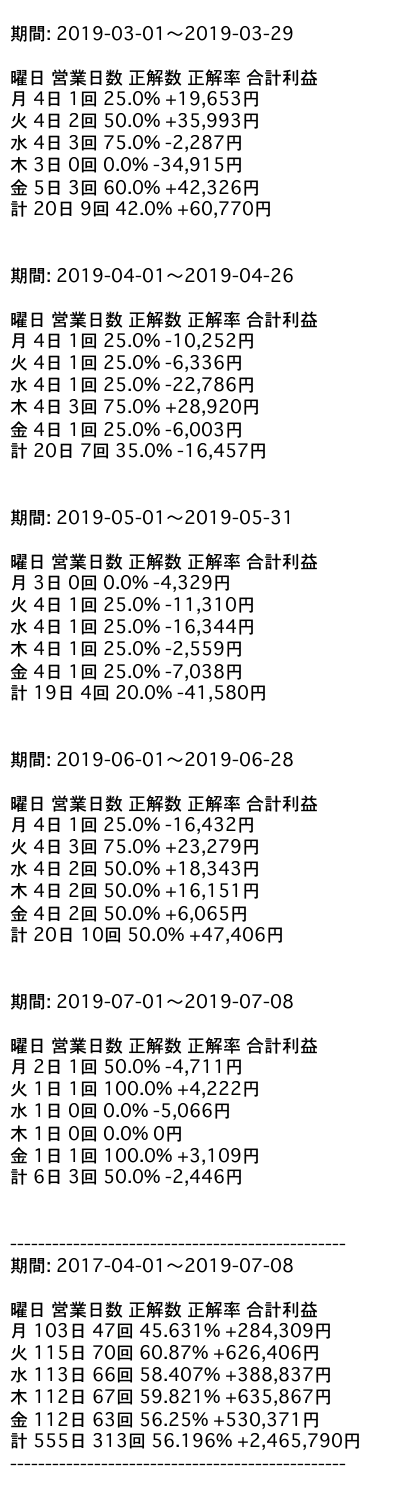 期間: 2019-03-01～2019-03-29
曜日 営業日数 正解数 正解率 合計利益
月 4日 1回 25.0% +19,653円
火 4日 2回 50.0% +35,993円
水 4日 3回 75.0% -2,287円
木 3日 0回 0.0% -34,915円
金 5日 3回 60.0% +42,326円
計 20日 9回 42.0% +60,770円
期間: 2019-04-01～2019-04-26
曜日 営業日数 正解数 正解率 合計利益
月 4日 1回 25.0% -10,252円
火 4日 1回 25.0% -6,336円
水 4日 1回 25.0% -22,786円
木 4日 3回 75.0% +28,920円
金 4日 1回 25.0% -6,003円
計 20日 7回 35.0% -16,457円
期間: 2019-05-01～2019-05-31
曜日 営業日数 正解数 正解率 合計利益
月 3日 0回 0.0% -4,329円
火 4日 1回 25.0% -11,310円
水 4日 1回 25.0% -16,344円
木 4日 1回 25.0% -2,559円
金 4日 1回 25.0% -7,038円
計 19日 4回 20.0% -41,580円
期間: 2019-06-01～2019-06-28
曜日 営業日数 正解数 正解率 合計利益
月 4日 1回 25.0% -16,432円
火 4日 3回 75.0% +23,279円
水 4日 2回 50.0% +18,343円
木 4日 2回 50.0% +16,151円
金 4日 2回 50.0% +6,065円
計 20日 10回 50.0% +47,406円
期間: 2019-07-01～2019-07-08
曜日 営業日数 正解数 正解率 合計利益
月 2日 1回 50.0% -4,711円
火 1日 1回 100.0% +4,222円
水 1日 0回 0.0% -5,066円
木 1日 0回 0.0% 0円
金 1日 1回 100.0% +3,109円
計 6日 3回 50.0% -2,446円
------------------------------------------------
期間: 2017-04-01～2019-07-08
曜日 営業日数 正解数 正解率 合計利益
月 103日 47回 45.631% +284,309円
火 115日 70回 60.87% +626,406円
水 113日 66回 58.407% +388,837円
木 112日 67回 59.821% +635,867円
金 112日 63回 56.25% +530,371円
計 555日 313回 56.196% +2,465,790円
------------------------------------------------